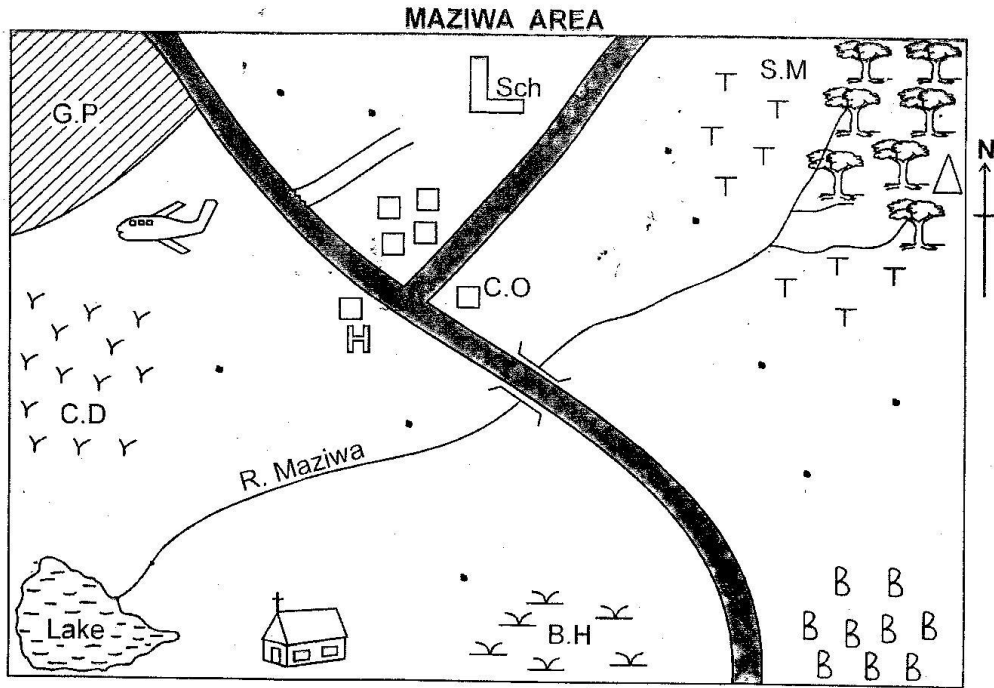 MAZIWA AREA
G.P
Sch
S.M
N
C.O
H
C.D
R. Maziwa
Lake
B.H
T T T T T T
T T T T
Y Y Y Y Y Y Y Y Y Y Y
B B
B B B B
B B B